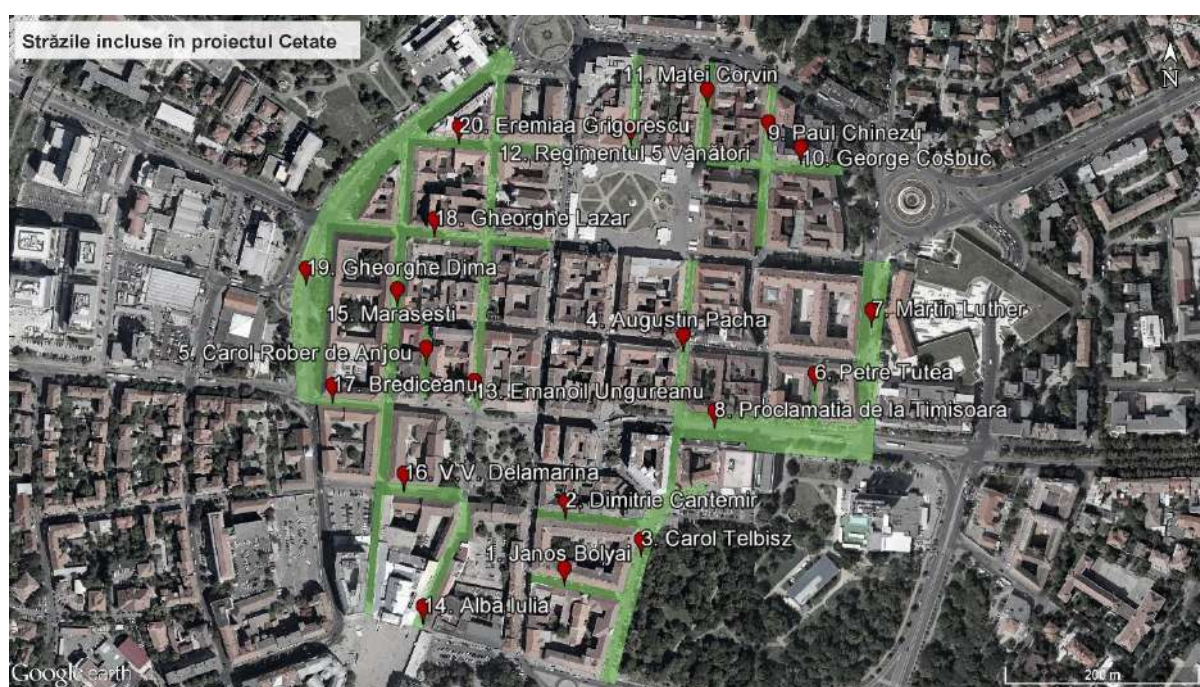 Străzile incluse în proiectul Cetate
N
11. Matei Corvin
20. Eremiaa Grigorescu
9. Paul Chinezu
12. Regimentul 5 Vânători
10. George Coșbuc
18. Gheorghe Lazar
19. Gheorghe Dima
15. Marasesti
7. Martin Luther
4. Augustin Pacha
5. Carol Rober de Anjou
6. Petre Tutea
17. Brediceanu
13. Emanoil Ungureanu
8. Proclamatia de la Timisoara
16. V.V. Delamarina
2. Dimitrie Cantemir
3. Carol Telbisz
1. Janos Bolyai
14. Alba Iulia
Google earth
200 m